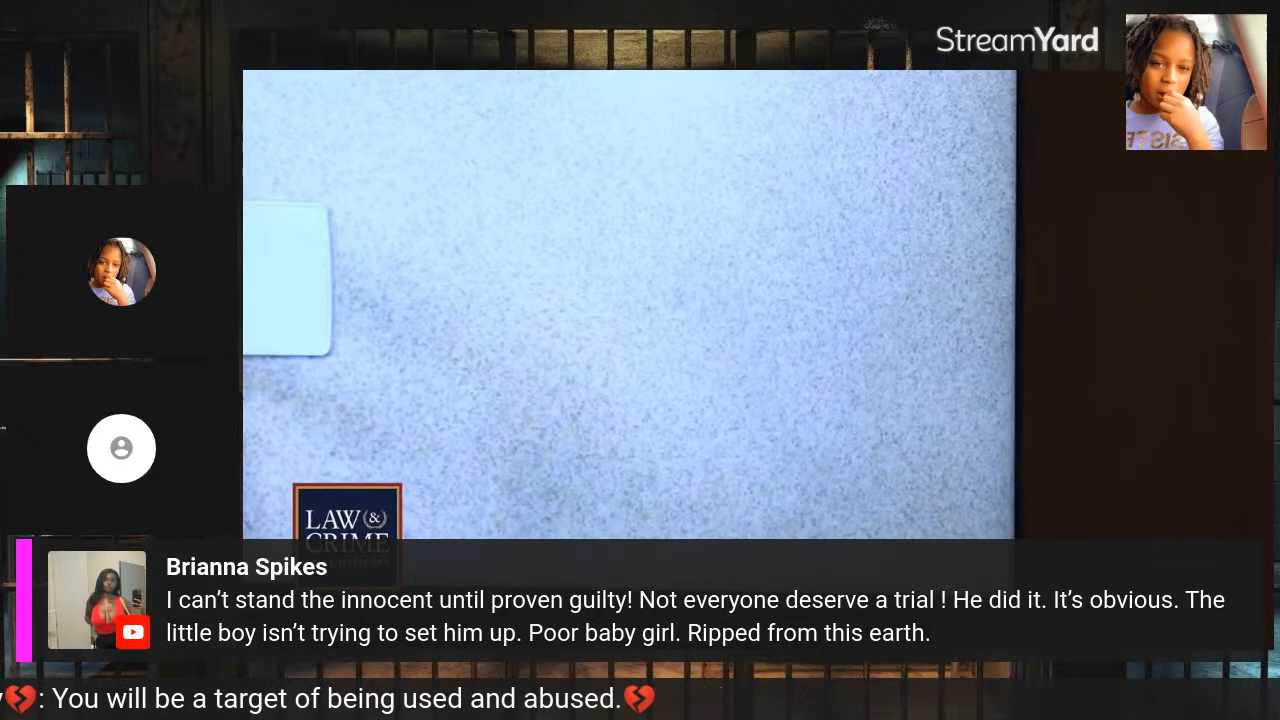 StreamYard
LAW &
CRIME
Brianna Spikes
I can’t stand the innocent until proven guilty! Not everyone deserve a trial ! He did it. It’s obvious. The
little boy isn’t trying to set him up. Poor baby girl. Ripped from this earth.
💔: You will be a target of being used and abused.💔